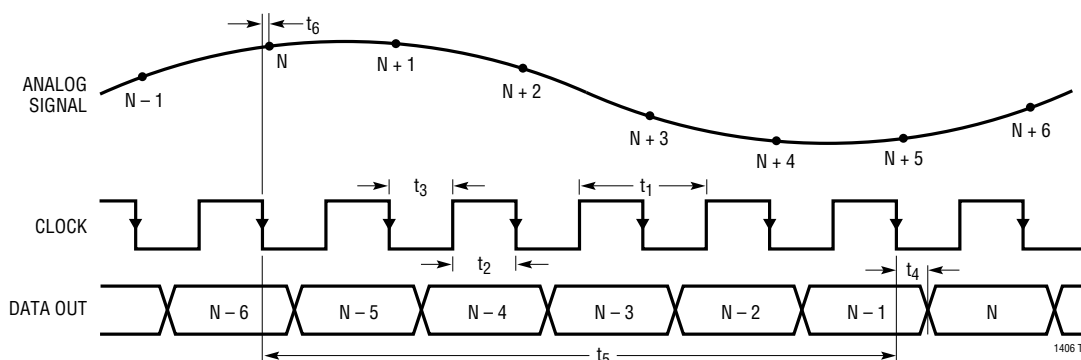 t6
N
N + 1
ANALOG
SIGNAL
N – 1
N + 2
N + 3
N + 4
N + 5
N + 6
t3
t1
CLOCK
t2
t4
DATA OUT
N – 6
N – 5
N – 4
N – 3
N – 2
N – 1
N
t5